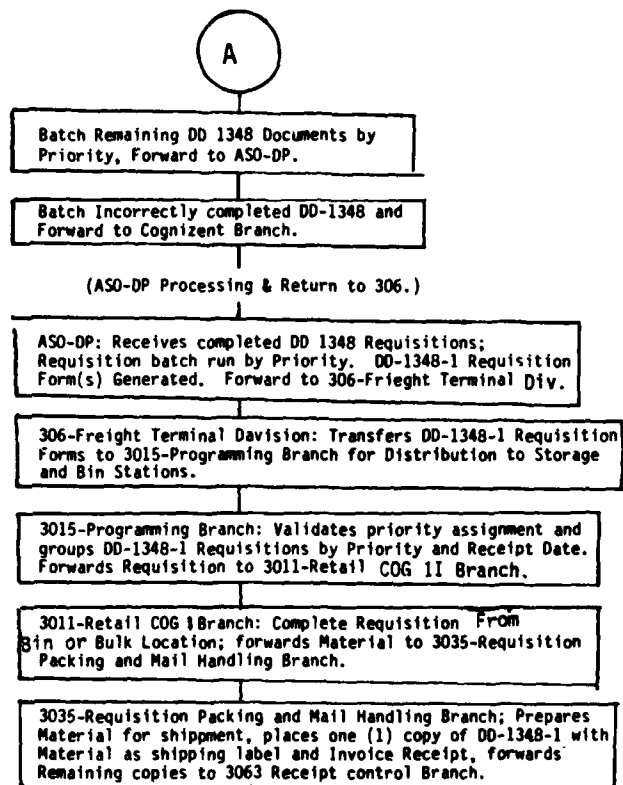 A
Batch Remaining DD 1348 Documents by
Priority, Forward to ASO-DP.
Batch Incorrectly completed DD-1348 and
Forward to Cognizent Branch.
(ASO-DP Processing & Return to 306.)
ASO-DP: Receives completed DD 1348 Requisitions;
Requisition batch run by Priority. DD-1348-1 Requisition
Form(s) Generated. Forward to 306-Frieght Terminal Div.
306-Freight Terminal Davision: Transfers DD-1348-1 Requisition
Forms to 3015-Programming Branch for Distribution to Storage
and Bin Stations.
3015-Programming Branch: Validates priority assignment and
groups DD-1348-1 Requisitions by Priority and Receipt Date.
Forwards Requisition to 3011-Retail COG 1I Branch.
3011-Retail COG Branch: Complete Requisition From
Bin or Bulk Location; forwards Material to 3035-Requisition
Packing and Mail Handling Branch.
3035-Requisition Packing and Mail Handling Branch; Prepares
Material for shippment, places one (1) copy of DD-1348-1 with
Material as shipping label and Invoice Receipt, forwards
Remaining copies to 3063 Receipt control Branch.